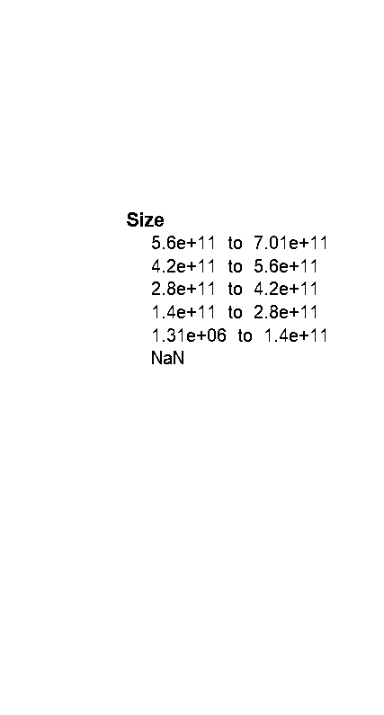 Size
5.6e+11 to 7.01e+11
4.2e+11 to 5.6e+11
2.8e+11 to 4.2e+11
1.4e+11 to 2.8e+11
1.31e+06 to 1.4e+11
NaN